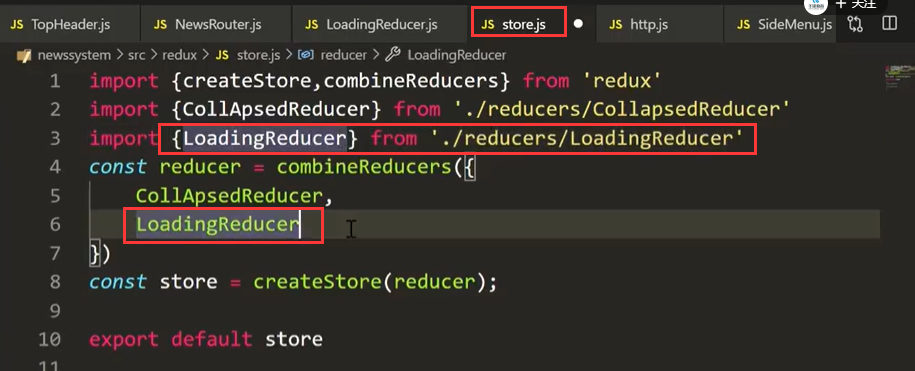 + 关注
JS TopHeader.js JS NewsRouter.js JS LoadingReducer.js JS store.js JS http.js JS SideMenu.js
newssystem > src > redux > JS store.js > reducer > LoadingReducer
1 import {createStore,combineReducers} from 'redux'
2 import {CollApsedReducer} from './reducers/CollapsedReducer'
3 import {LoadingReducer} from './reducers/LoadingReducer'
4 const reducer = combineReducers({
5 CollApsedReducer,
6 LoadingReducer
7 })
8 const store = createStore(reducer);
9
10 export default store
11